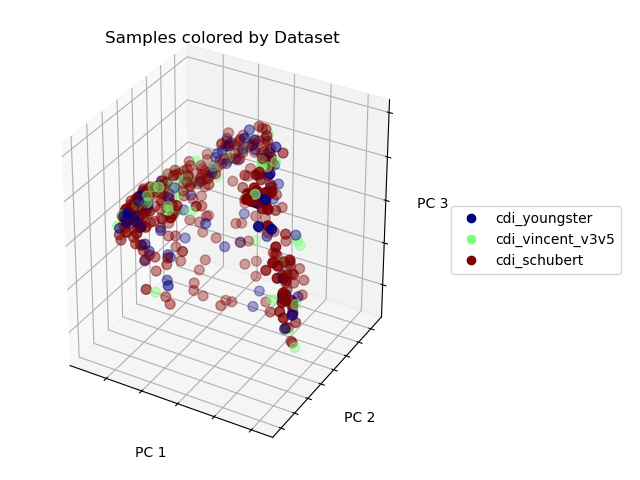 Samples colored by Dataset
PC 3
cdi_youngster
cdi_vincent_v3v5
cdi_schubert
PC 2
PC 1